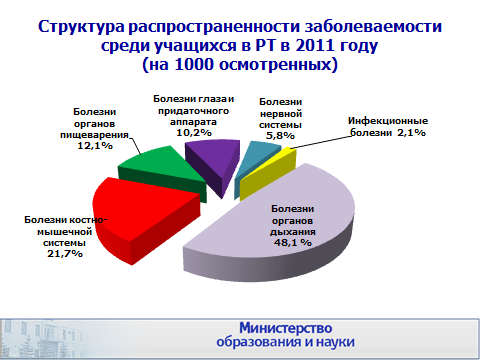 Структура распространенности заболеваемости
среди учащихся в РТ в 2011 году
(на 1000 осмотренных)
Болезни глаза и
придаточного
аппарата
10,2%
Болезни
нервной
системы
5,8%
Болезни
органов
пищеварения
12,1%
Инфекционные
болезни 2,1%
Болезни костно-
мышечной
системы
21,7%
Болезни
органов
дыхания
48,1 %
Министерство
образования и науки